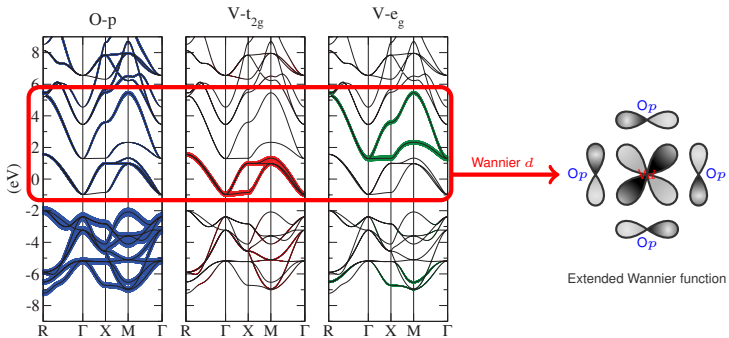 O-p
V-t2g
V-eg
8
6
4
2
0
-2
-4
-6
-8
(eV)
R Γ X M Γ
R Γ X M Γ
R Γ X M Γ
Wannier d
Op
Op
Op
Op
Vd
Extended Wannier function